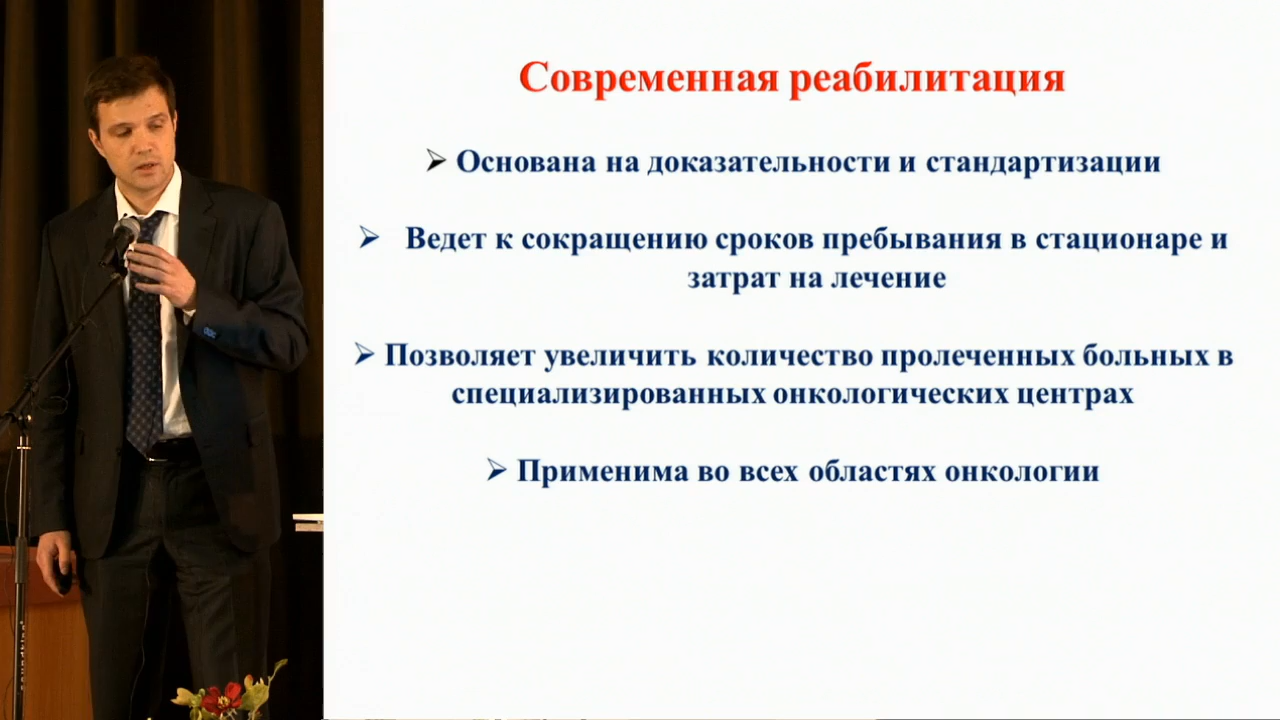 Современная реабилитация
➢ Основана на доказательности и стандартизации
➢ Ведет к сокращению сроков пребывания в стационаре и
затрат на лечение
➢ Позволяет увеличить количество пролеченных больных в
специализированных онкологических центрах
➢ Применима во всех областях онкологии